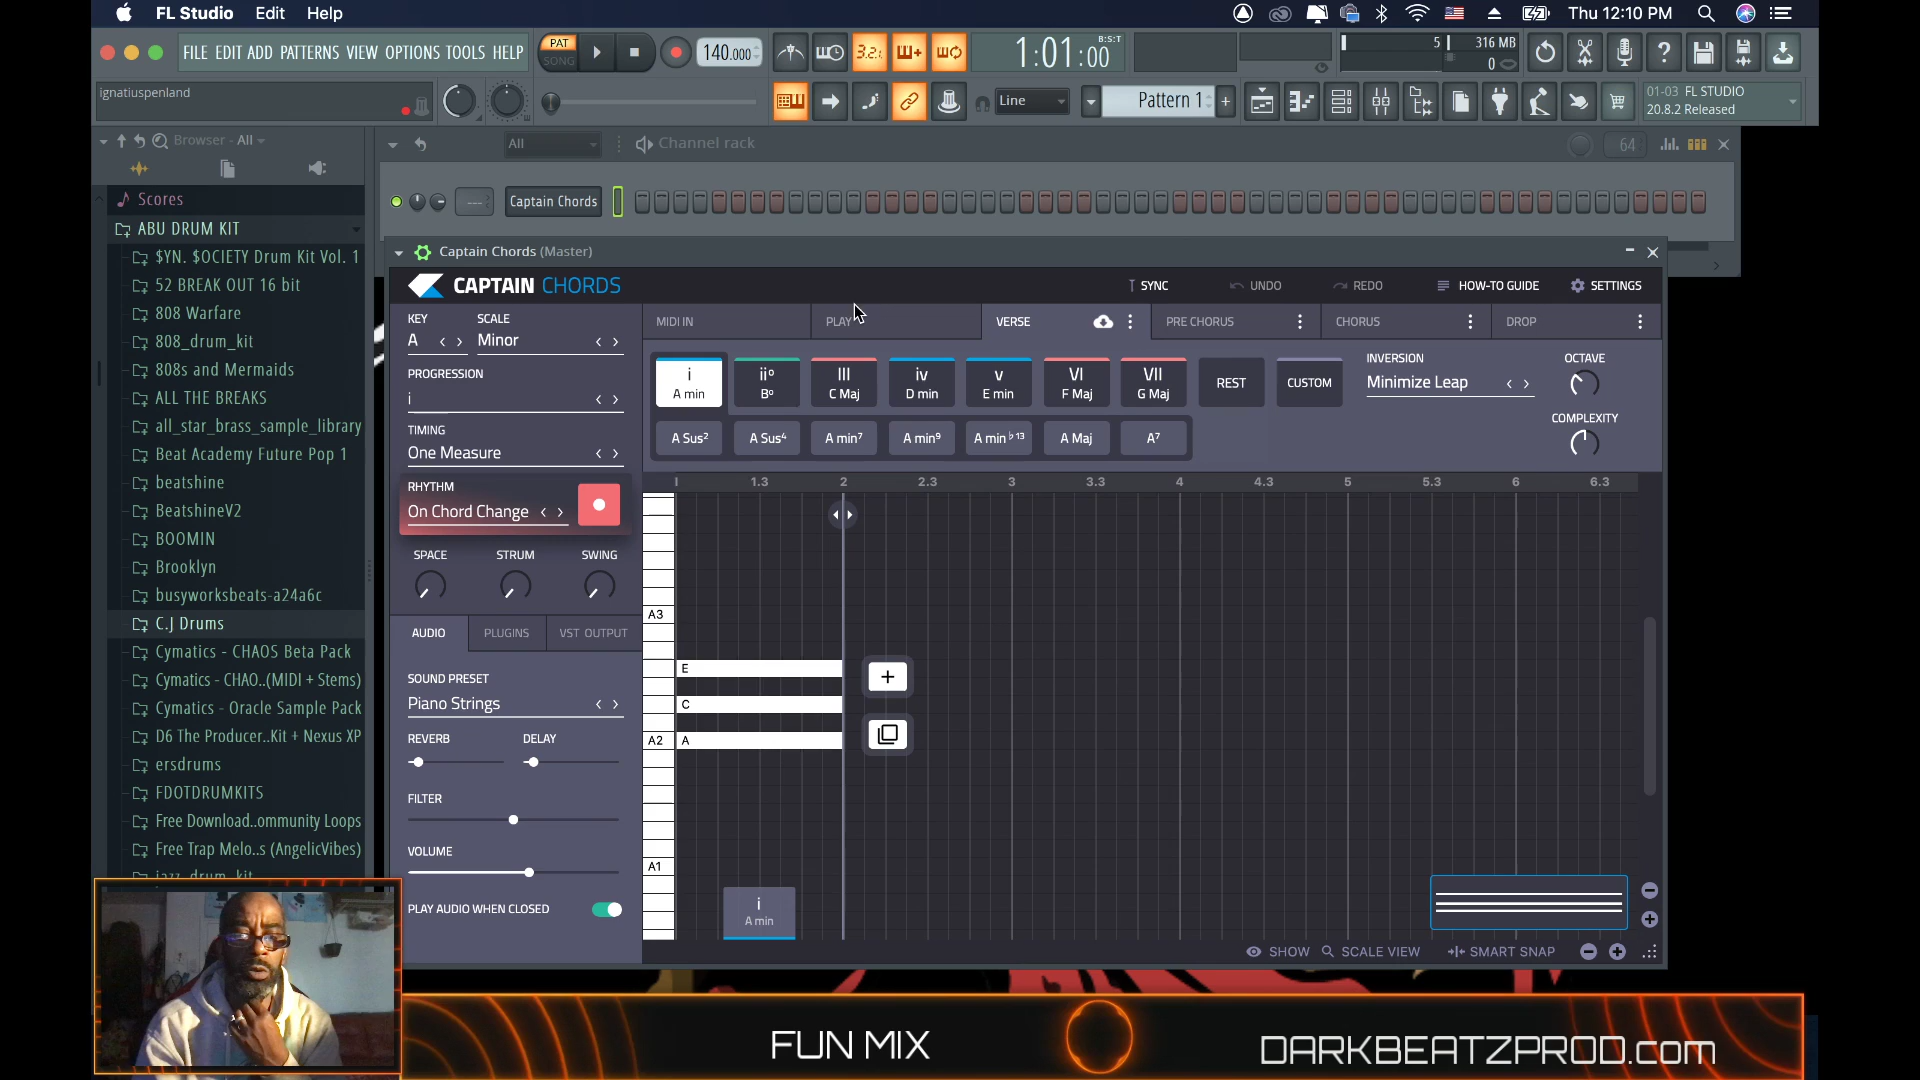 FL Studio Edit Help
Thu 12:10 PM
FILE EDIT ADD PATTERNS VIEW OPTIONS TOOLS HELP
PAT
SONG
140.000
3.2.
1:01:00
B:S:T
5
316 MB
0
ignatiuspenland
Line
Pattern 1
01-03 FL STUDIO
20.8.2 Released
Browser - All
All
Channel rack
64
Scores
ABU DRUM KIT
$YN. $OCIETY Drum Kit Vol. 1
52 BREAK OUT 16 bit
808 Warfare
808_drum_kit
808s and Mermaids
ALL THE BREAKS
all_star_brass_sample_library
Beat Academy Future Pop 1
beatshine
BeatshineV2
BOOMIN
Brooklyn
busyworksbeats-a24a6c
C.J Drums
Cymatics - CHAOS Beta Pack
Cymatics - CHAO..(MIDI + Stems)
Cymatics - Oracle Sample Pack
D6 The Producer..Kit + Nexus XP
ersdrums
FDOTDRUMKITS
Free Download..ommunity Loops
Free Trap Melo..s (AngelicVibes)
jazz_drum_kit
---
Captain Chords
Captain Chords (Master)
CAPTAIN CHORDS
SYNC
UNDO
REDO
HOW-TO GUIDE
SETTINGS
KEY
A
SCALE
Minor
PROGRESSION
i
TIMING
One Measure
RHYTHM
On Chord Change
SPACE
STRUM
SWING
AUDIO
PLUGINS
VST OUTPUT
SOUND PRESET
Piano Strings
REVERB
DELAY
FILTER
VOLUME
PLAY AUDIO WHEN CLOSED
MIDI IN
PLAY
VERSE
PRE CHORUS
CHORUS
DROP
i
A min
ii°
B°
III
C Maj
iv
D min
v
E min
VI
F Maj
VII
G Maj
REST
CUSTOM
INVERSION
Minimize Leap
OCTAVE
COMPLEXITY
A Sus²
A Sus⁴
A min⁷
A min⁹
A min ♭13
A Maj
A⁷
1.3 2 2.3 3 3.3 4 4.3 5 5.3 6 6.3
A3
E
C
A2
A
A1
i
A min
SHOW
SCALE VIEW
SMART SNAP
FUN MIX
DARKBEATZPROD.com